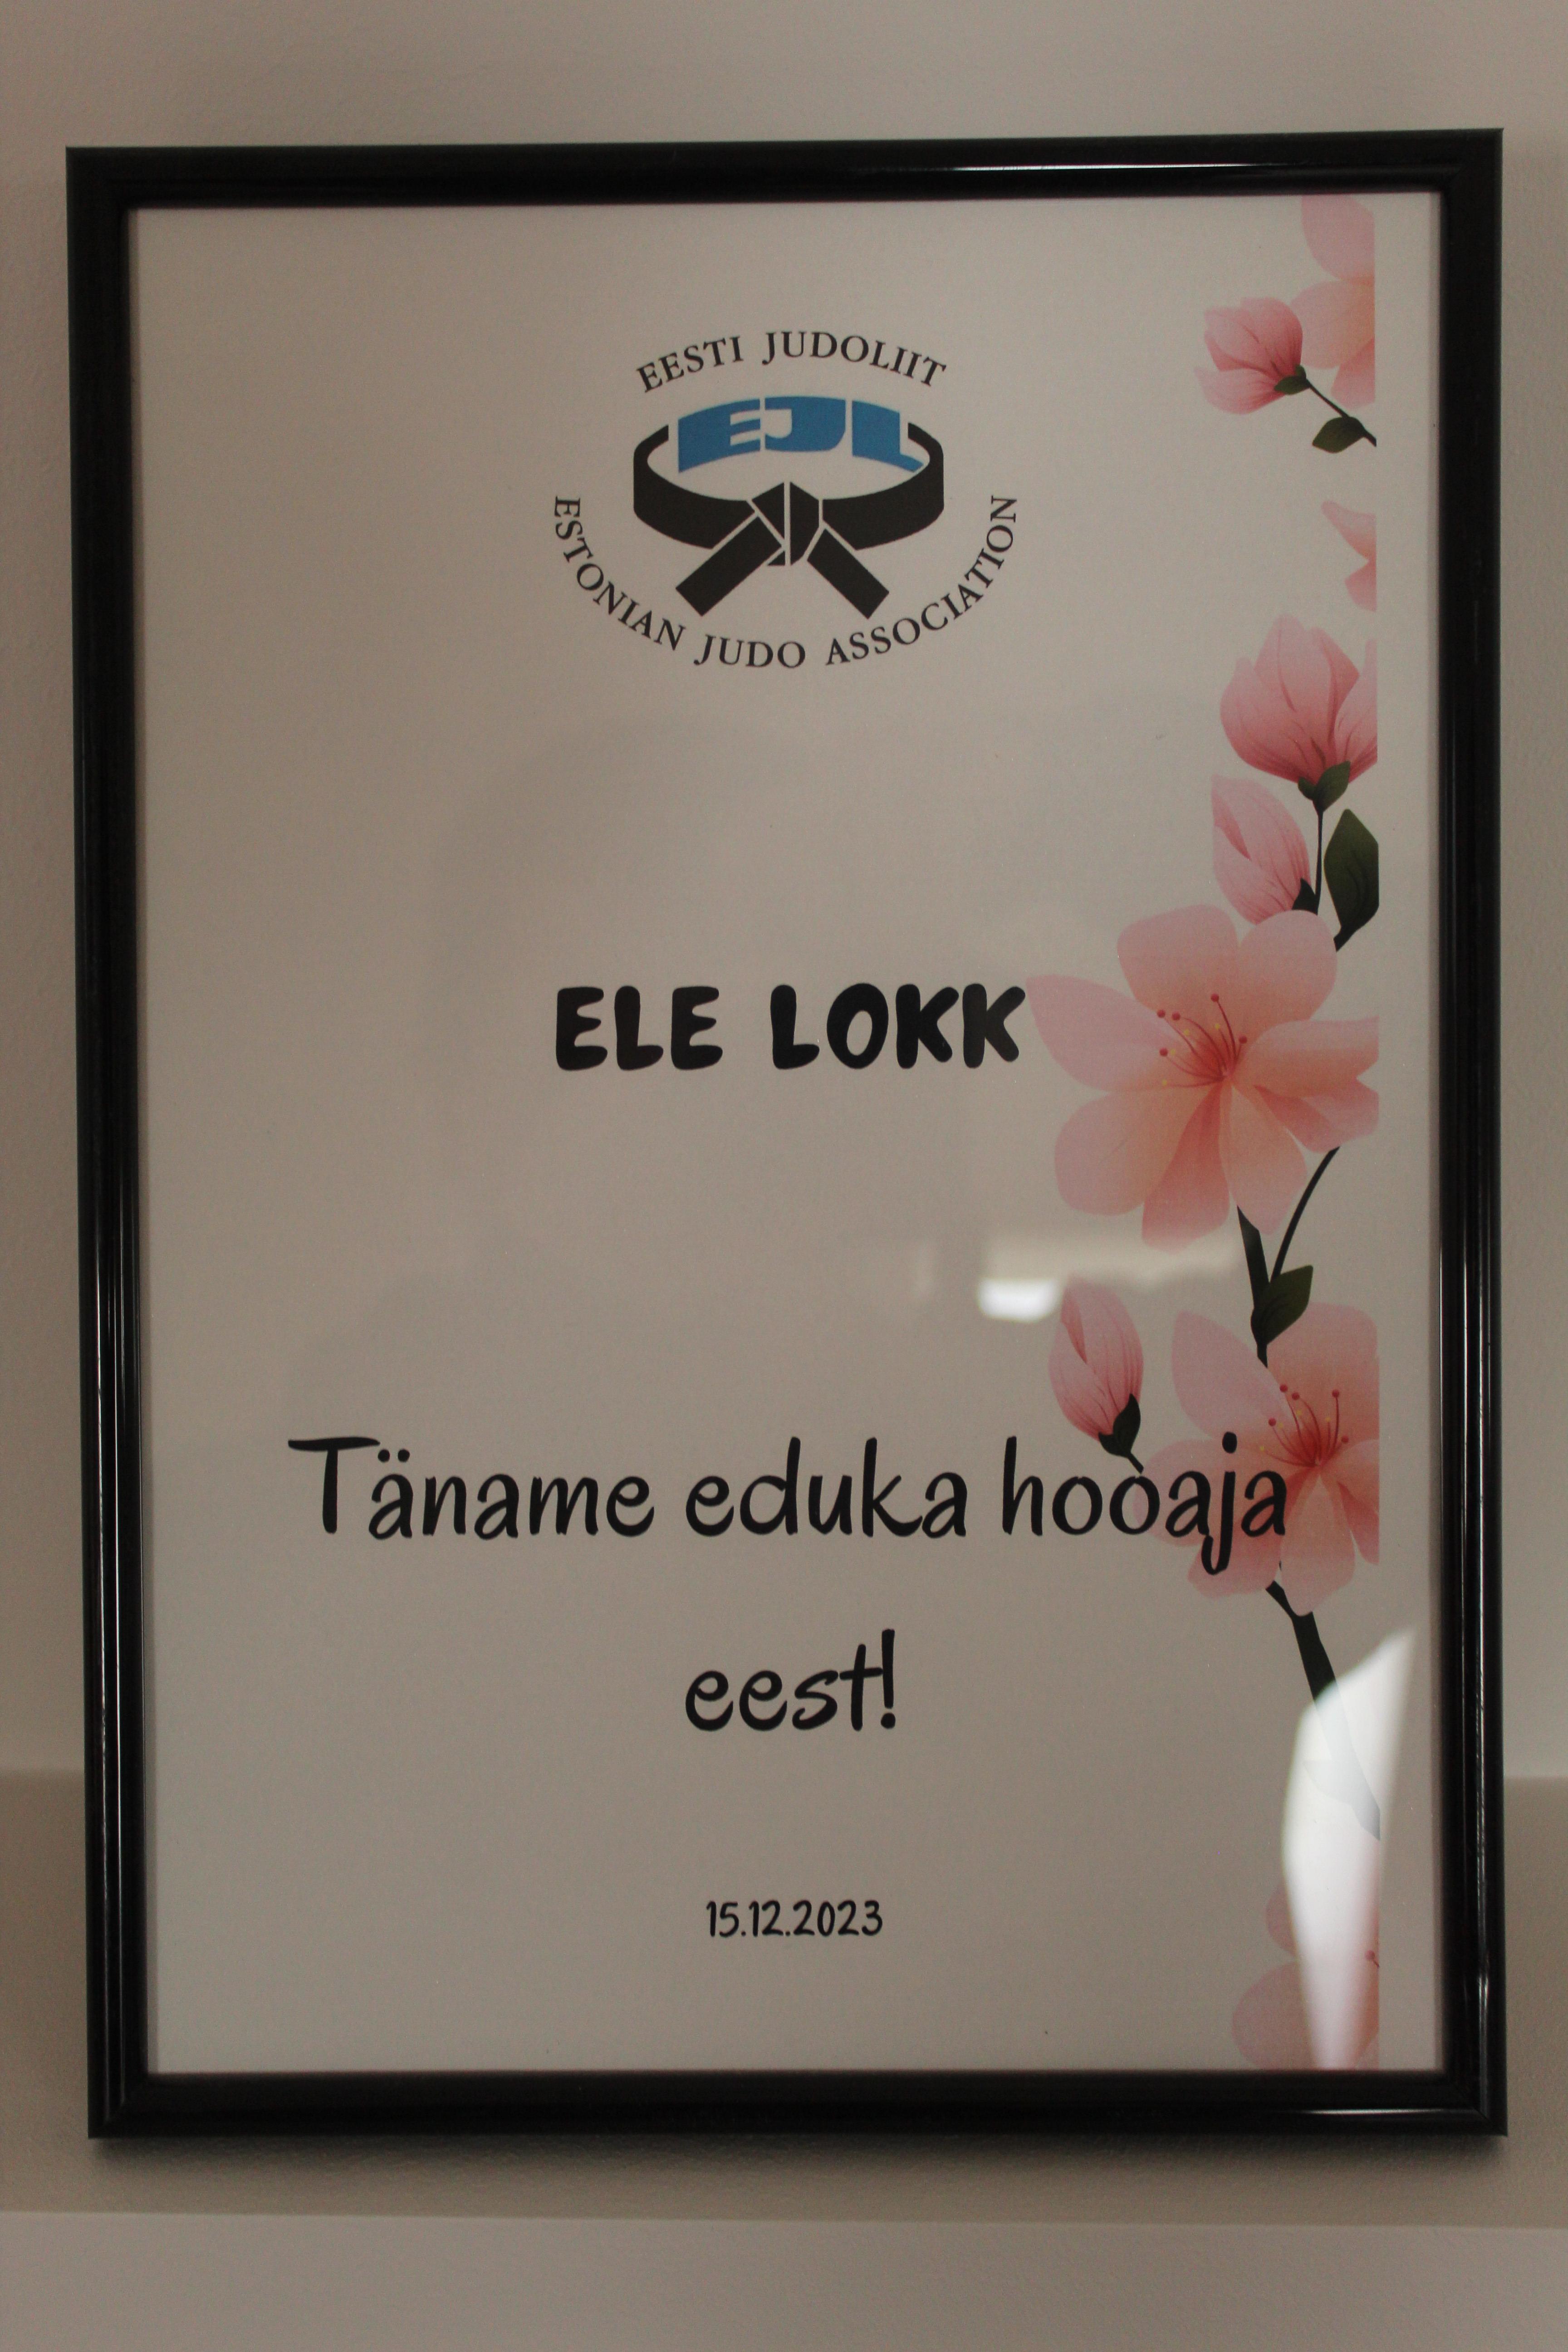 EESTI JUDOLIIT
EJL
ESTONIAN JUDO ASSOCIATION
ELE LOKK
Täname eduka hooaja
eest!
15.12.2023